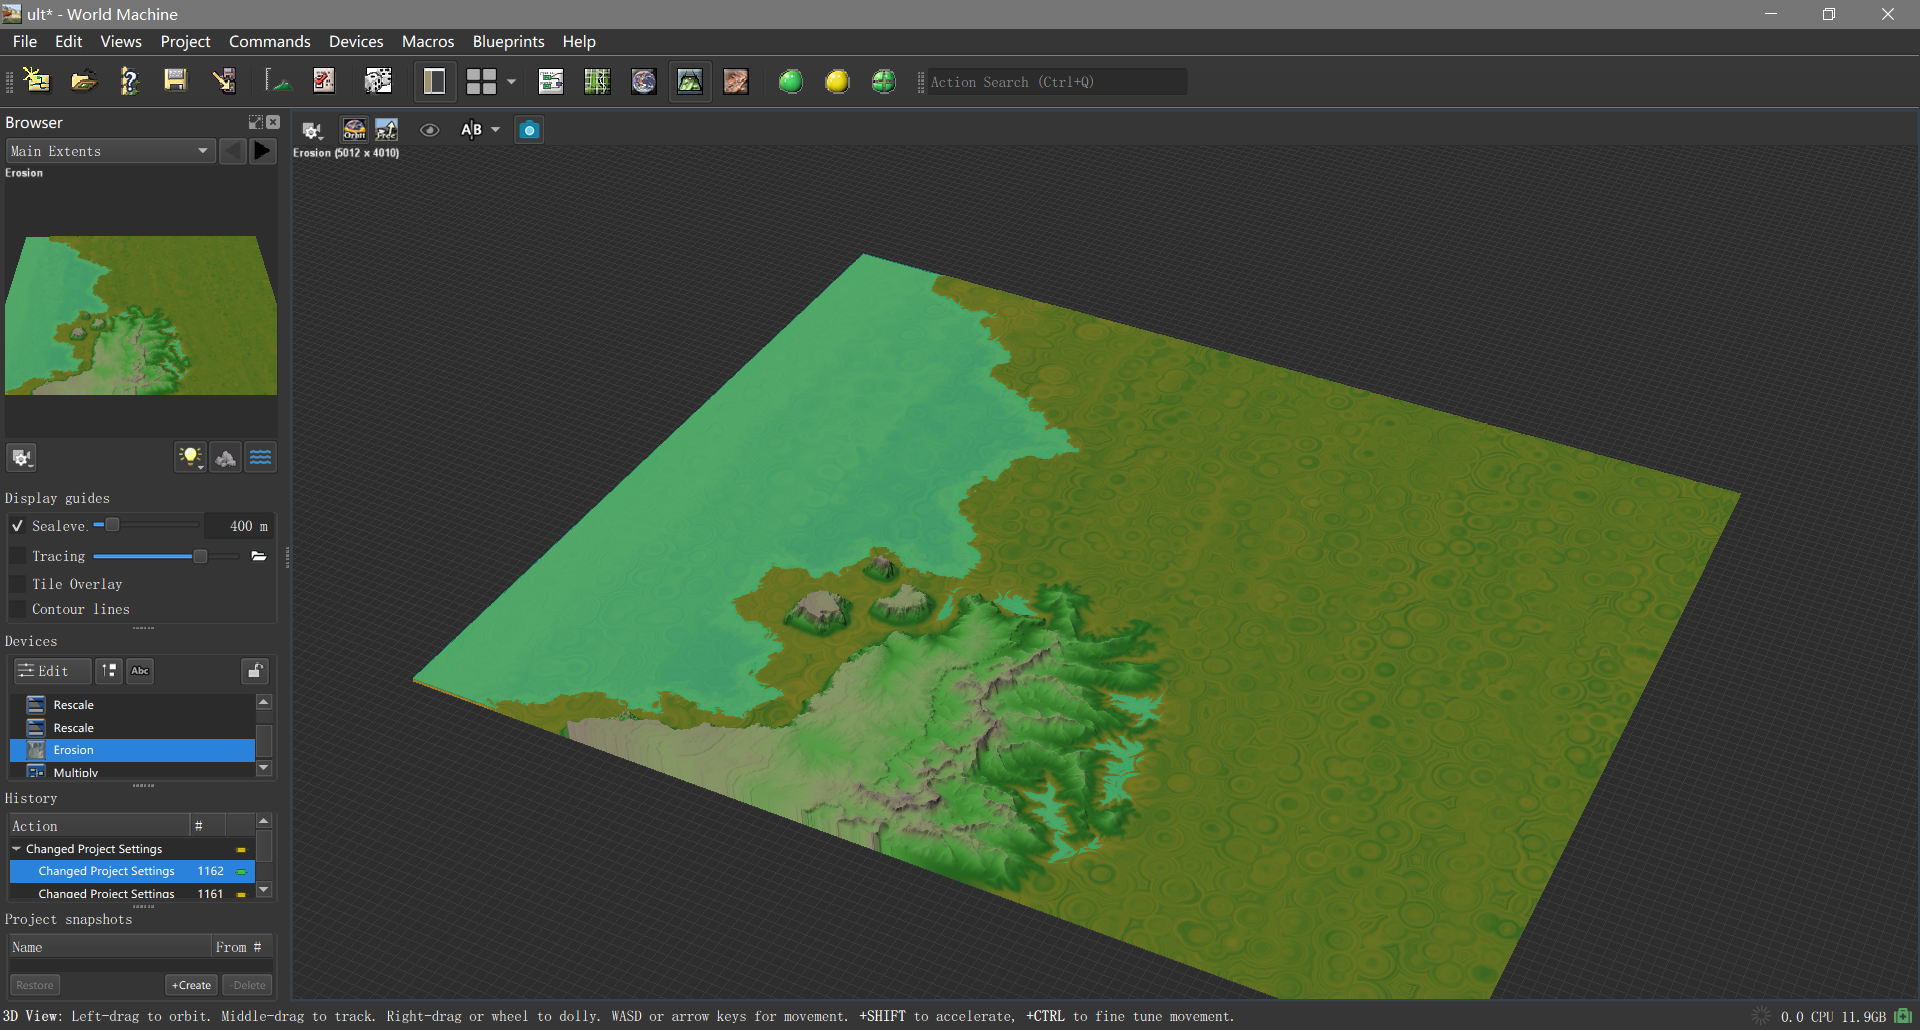 ult* - World Machine
File Edit Views Project Commands Devices Macros Blueprints Help
Action Search (Ctrl+Q)
Browser
Main Extents
Erosion
Orbit Free A|B
Erosion (5012 x 4010)
Display guides
Sealeve. 400 m
Tracing
Tile Overlay
Contour lines
Devices
Edit Abc
Rescale
Rescale
Erosion
Multiply
History
Action #
Changed Project Settings
Changed Project Settings 1162
Changed Project Settings 1161
Project snapshots
Name From #
Restore +Create -Delete
3D View: Left-drag to orbit. Middle-drag to track. Right-drag or wheel to dolly. WASD or arrow keys for movement. +SHIFT to accelerate, +CTRL to fine tune movement.
0.0 CPU 11.9GB